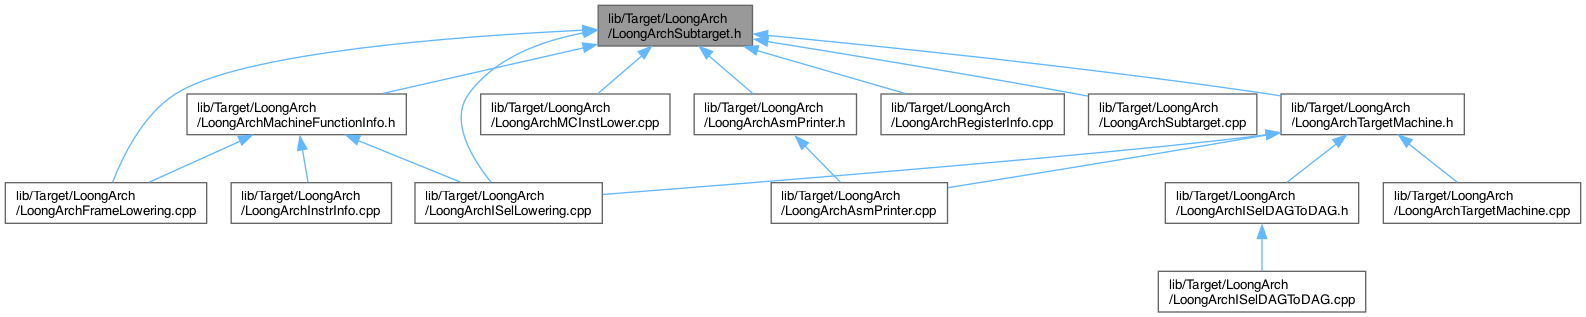 lib/Target/LoongArch
/LoongArchSubtarget.h
lib/Target/LoongArch
/LoongArchMachineFunctionInfo.h
lib/Target/LoongArch
/LoongArchMCInstLower.cpp
lib/Target/LoongArch
/LoongArchAsmPrinter.h
lib/Target/LoongArch
/LoongArchRegisterInfo.cpp
lib/Target/LoongArch
/LoongArchSubtarget.cpp
lib/Target/LoongArch
/LoongArchTargetMachine.h
lib/Target/LoongArch
/LoongArchFrameLowering.cpp
lib/Target/LoongArch
/LoongArchInstrInfo.cpp
lib/Target/LoongArch
/LoongArchISelLowering.cpp
lib/Target/LoongArch
/LoongArchAsmPrinter.cpp
lib/Target/LoongArch
/LoongArchISelDAGToDAG.h
lib/Target/LoongArch
/LoongArchTargetMachine.cpp
lib/Target/LoongArch
/LoongArchISelDAGToDAG.cpp